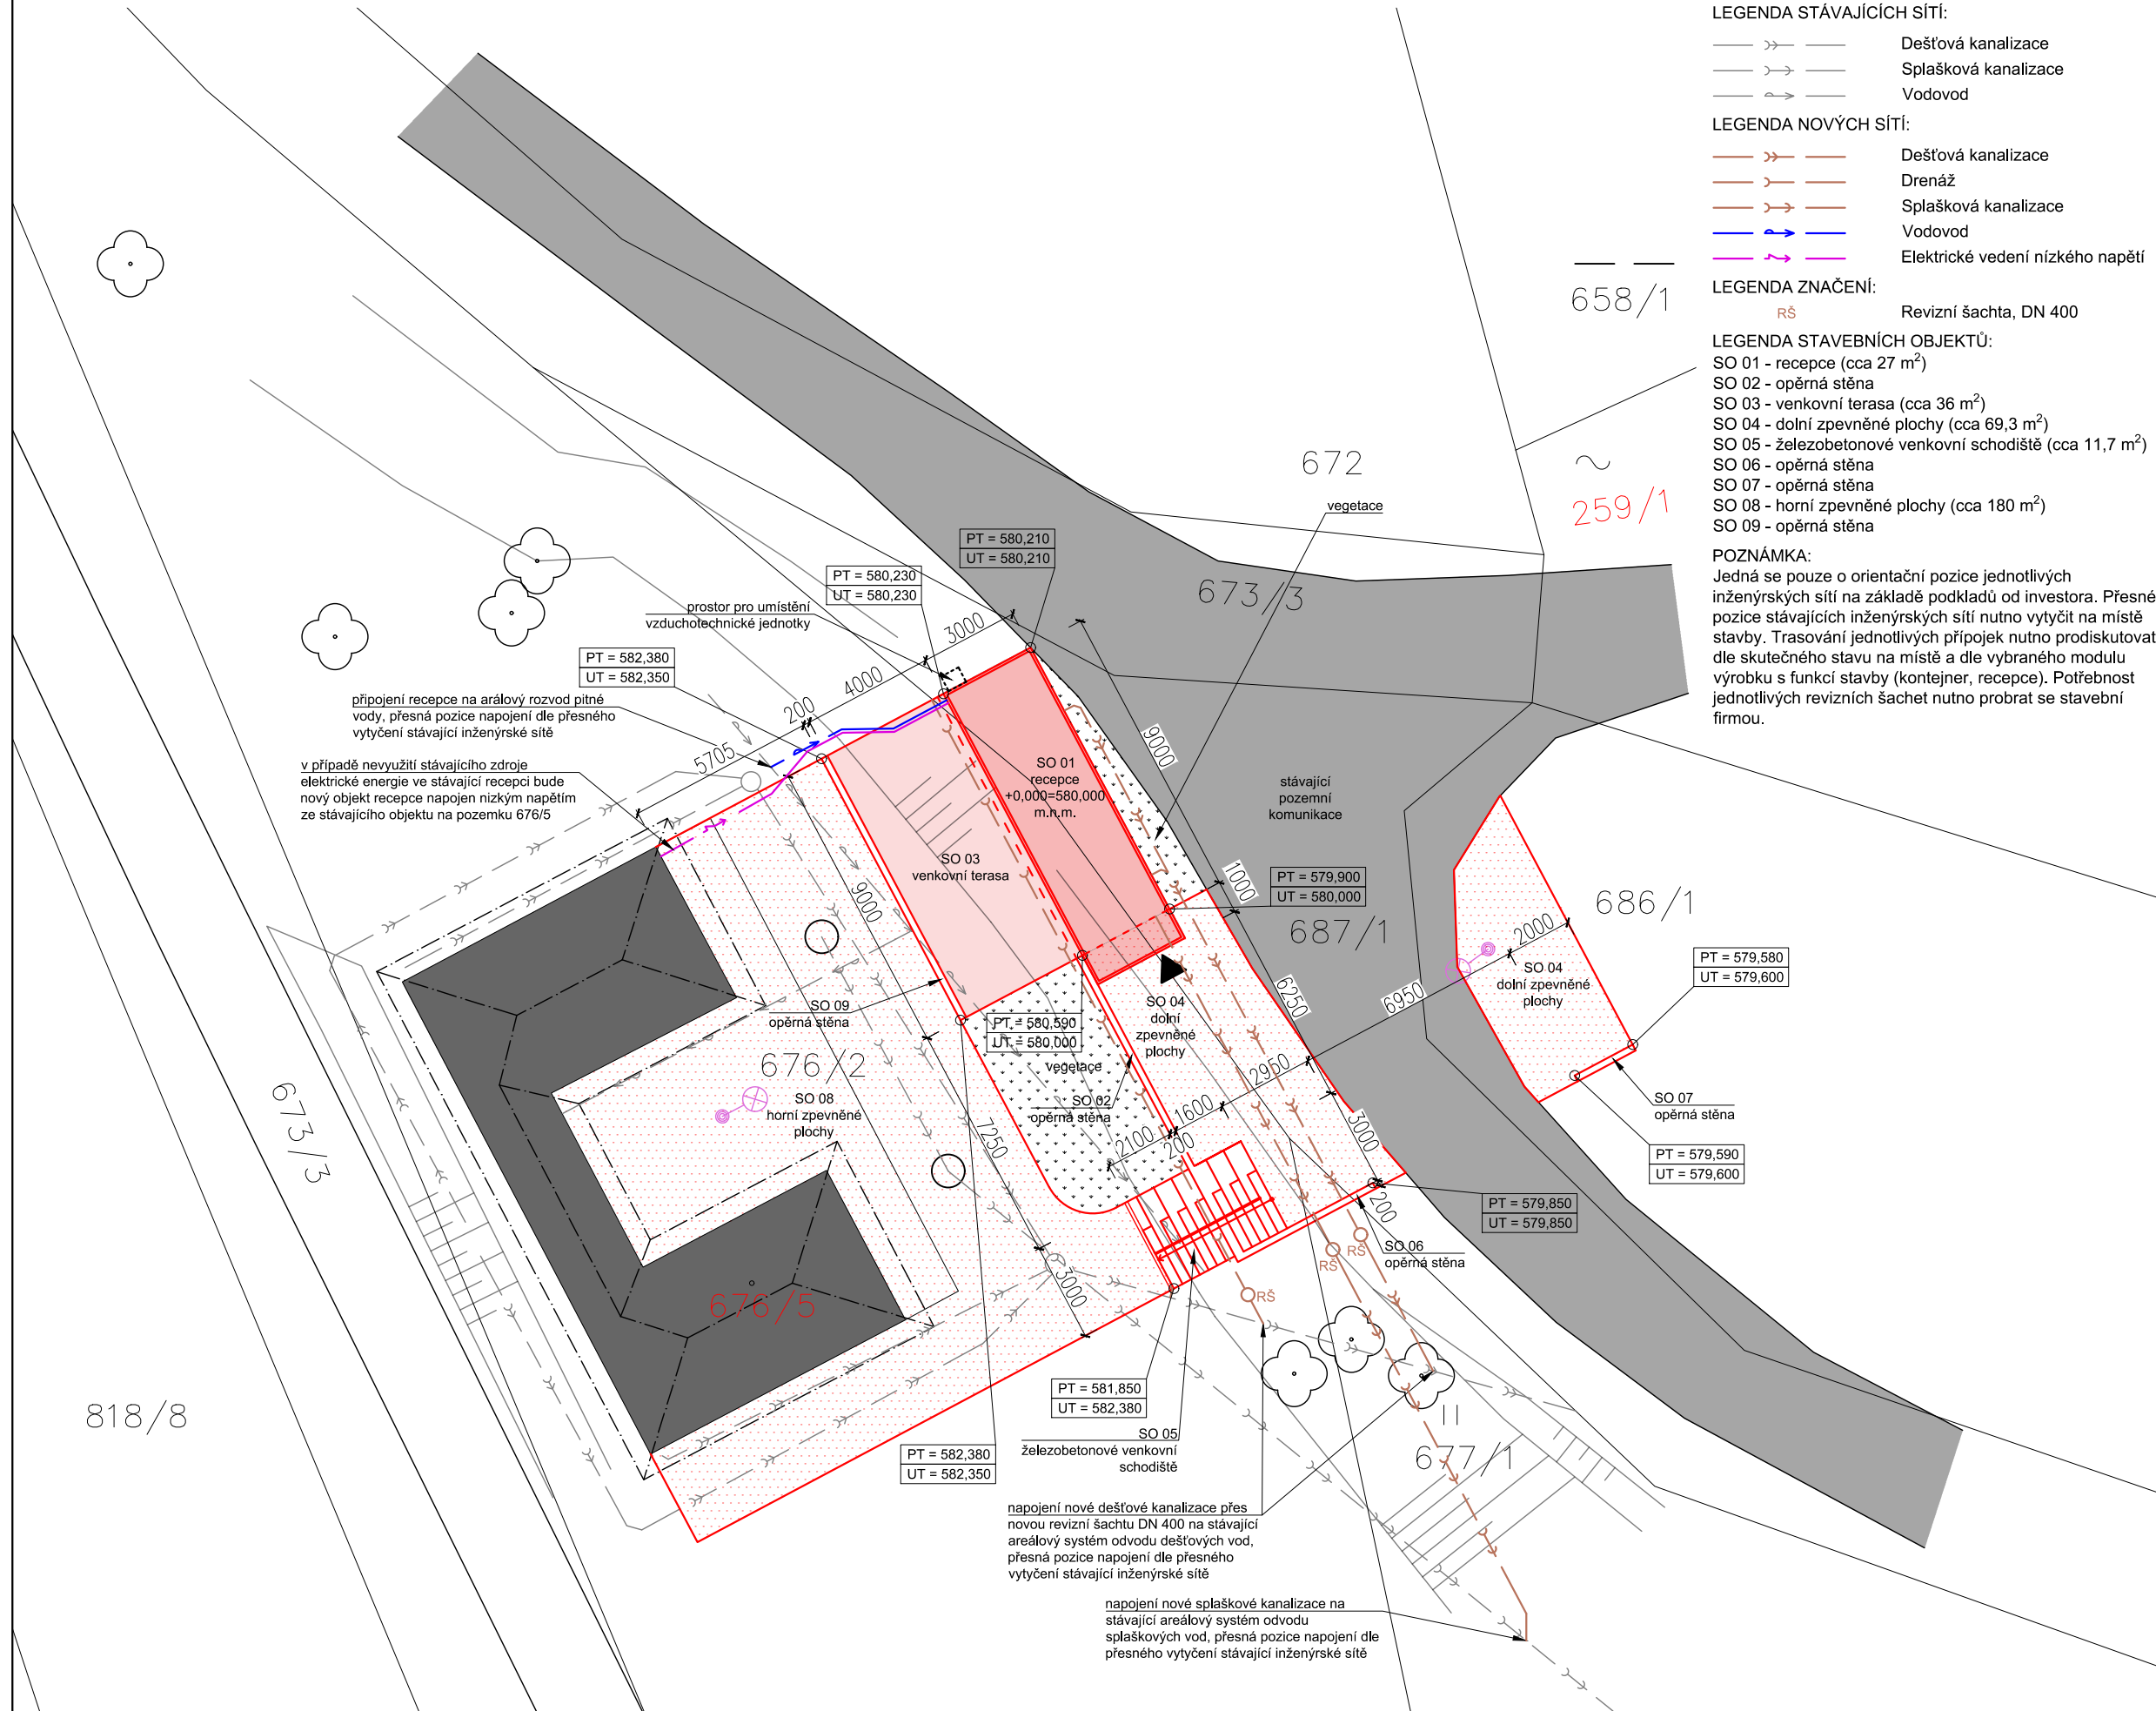 LEGENDA STÁVAJÍCÍCH SÍTÍ:
Dešťová kanalizace
Splašková kanalizace
Vodovod
LEGENDA NOVÝCH SÍTÍ:
Dešťová kanalizace
Drenáž
Splašková kanalizace
Vodovod
Elektrické vedení nízkého napětí
LEGENDA ZNAČENÍ:
RŠ Revizní šachta, DN 400
LEGENDA STAVEBNÍCH OBJEKTŮ:
SO 01 - recepce (cca 27 m²)
SO 02 - opěrná stěna
SO 03 - venkovní terasa (cca 36 m²)
SO 04 - dolní zpevněné plochy (cca 69,3 m²)
SO 05 - železobetonové venkovní schodiště (cca 11,7 m²)
SO 06 - opěrná stěna
SO 07 - opěrná stěna
SO 08 - horní zpevněné plochy (cca 180 m²)
SO 09 - opěrná stěna
POZNÁMKA:
Jedná se pouze o orientační pozice jednotlivých
inženýrských sítí na základě podkladů od investora. Přesné
pozice stávajících inženýrských sítí nutno vytyčit na místě
stavby. Trasování jednotlivých přípojek nutno prodiskutovat
dle skutečného stavu na místě a dle vybraného modulu
výrobku s funkcí stavby (kontejner, recepce). Potřebnost
jednotlivých revizních šachet nutno probrat se stavební
firmou.
658/1
672
259/1
vegetace
673/3
PT = 580,210
UT = 580,210
PT = 580,230
UT = 580,230
prostor pro umístění
vzduchotechnické jednotky
3000
PT = 582,380
UT = 582,350
4000
200
5705
připojení recepce na arálový rozvod pitné
vody, přesná pozice napojení dle přesného
vytyčení stávající inženýrské sítě
v případě nevyužití stávajícího zdroje
elektrické energie ve stávající recepci bude
nový objekt recepce napojen nizkým napětím
ze stávajícího objektu na pozemku 676/5
9000
SO 01
recepce
+0,000=580,000
m.n.m.
stávající
pozemní
komunikace
SO 03
venkovní terasa
9000
1000
PT = 579,900
UT = 580,000
687/1
686/1
2000
PT = 579,580
UT = 579,600
SO 04
dolní zpevněné
plochy
6950
6250
SO 09
opěrná stěna
SO 04
dolní
zpevněné
plochy
PT = 580,590
UT = 580,000
vegetace
676/2
SO 08
horní zpevněné
plochy
SO 02
opěrná stěna
2950
1600
2100
200
7250
3000
SO 07
opěrná stěna
PT = 579,590
UT = 579,600
673/3
PT = 579,850
UT = 579,850
200
SO 06
opěrná stěna
RŠ
RŠ
RŠ
3000
676/5
818/8
PT = 581,850
UT = 582,380
SO 05
železobetonové venkovní
schodiště
PT = 582,380
UT = 582,350
677/1
napojení nové dešťové kanalizace přes
novou revizní šachtu DN 400 na stávající
areálový systém odvodu dešťových vod,
přesná pozice napojení dle přesného
vytyčení stávající inženýrské sítě
napojení nové splaškové kanalizace na
stávající areálový systém odvodu
splaškových vod, přesná pozice napojení dle
přesného vytyčení stávající inženýrské sítě